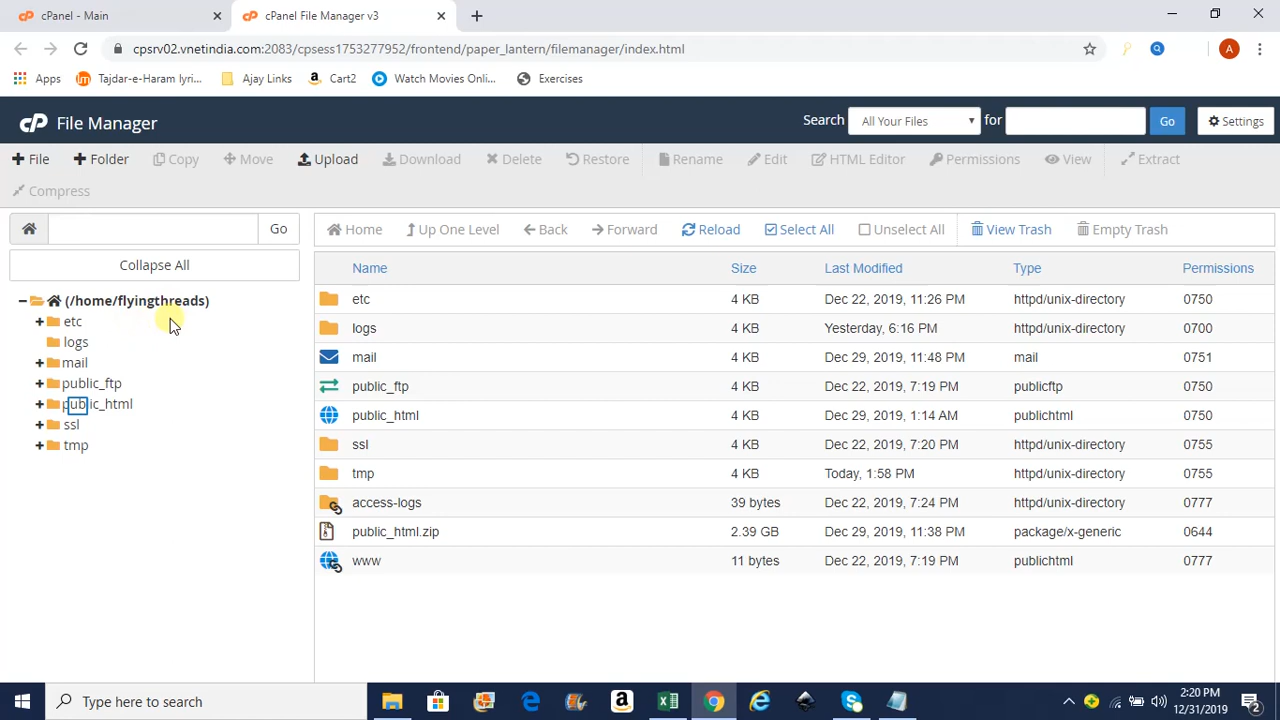 cPanel - Main
cPanel File Manager v3
cpsrv02.vnetindia.com:2083/cpsess1753277952/frontend/paper_lantern/filemanager/index.html
A
Apps
Tajdar-e-Haram lyri...
Ajay Links
Cart2
Watch Movies Onli...
Exercises
cP File Manager
Search All Your Files for Go Settings
+ File + Folder Copy Move Upload Download Delete Restore Rename Edit HTML Editor Permissions View Extract
Compress
Go
Home Up One Level Back Forward Reload Select All Unselect All View Trash Empty Trash
Collapse All
Name Size Last Modified Type Permissions
(/home/flyingthreads)
etc
logs
mail
public_ftp
public_html
ssl
tmp
etc 4 KB Dec 22, 2019, 11:26 PM httpd/unix-directory 0750
logs 4 KB Yesterday, 6:16 PM httpd/unix-directory 0700
mail 4 KB Dec 29, 2019, 11:48 PM mail 0751
public_ftp 4 KB Dec 22, 2019, 7:19 PM publicftp 0750
public_html 4 KB Dec 29, 2019, 1:14 AM publichtml 0750
ssl 4 KB Dec 22, 2019, 7:20 PM httpd/unix-directory 0755
tmp 4 KB Today, 1:58 PM httpd/unix-directory 0755
access-logs 39 bytes Dec 22, 2019, 7:24 PM httpd/unix-directory 0777
public_html.zip 2.39 GB Dec 29, 2019, 11:38 PM package/x-generic 0644
www 11 bytes Dec 22, 2019, 7:19 PM publichtml 0777
Type here to search
2:20 PM
12/31/2019
2